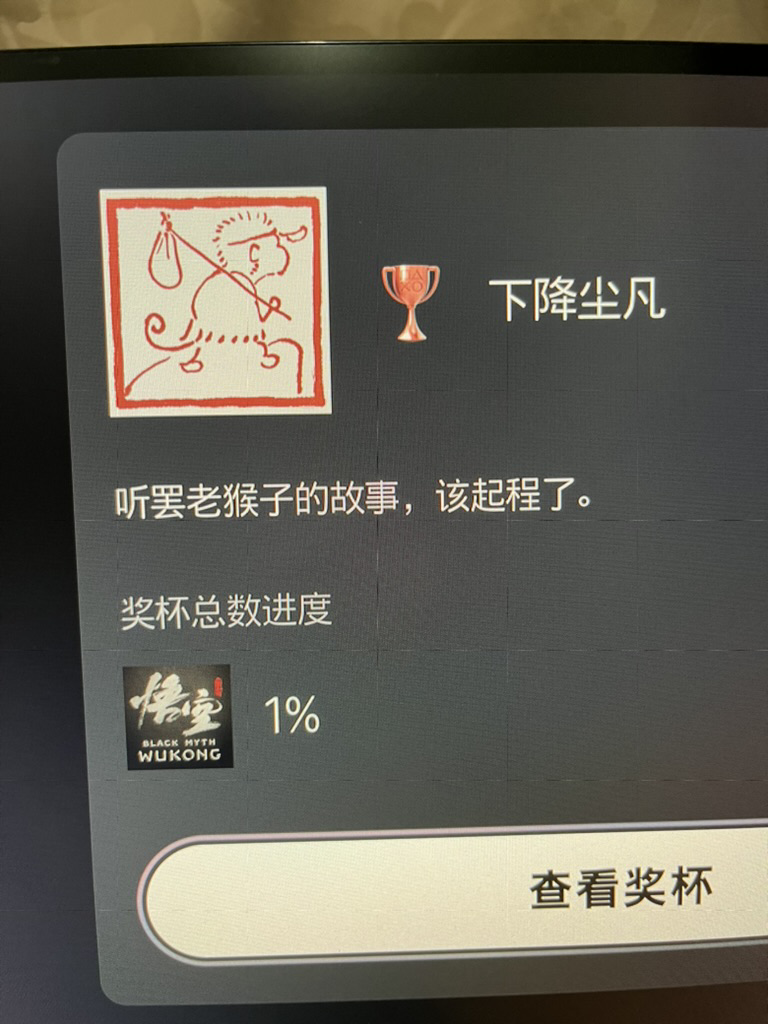 下降尘凡
听罢老猴子的故事，该起程了。
奖杯总数进度
悟空
BLACK MYTH
WUKONG
1%
查看奖杯